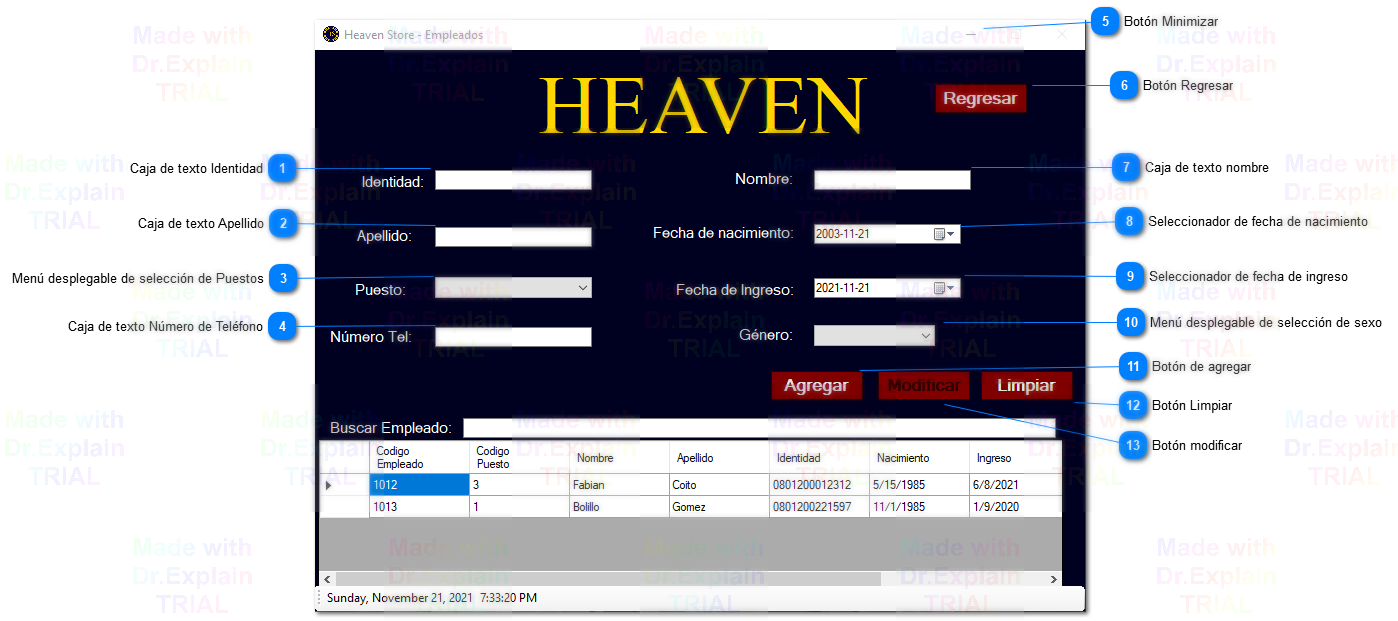 Heaven Store - Empleados
5 Botón Minimizar
HEAVEN
Regresar
6 Botón Regresar
Caja de texto Identidad 1
Identidad:
Nombre:
7 Caja de texto nombre
Caja de texto Apellido 2
Apellido:
Fecha de nacimiento: 2003-11-21
8 Seleccionador de fecha de nacimiento
Menú desplegable de selección de Puestos 3
Puesto:
Fecha de Ingreso: 2021-11-21
9 Seleccionador de fecha de ingreso
Caja de texto Número de Teléfono 4
Número Tel:
Género:
10 Menú desplegable de selección de sexo
11 Botón de agregar
Agregar Modificar Limpiar
12 Botón Limpiar
Buscar Empleado:
13 Botón modificar
Codigo Empleado Codigo Puesto Nombre Apellido Identidad Nacimiento Ingreso
1012 3 Fabian Coito 0801200012312 5/15/1985 6/8/2021
1013 1 Bolillo Gomez 0801200221597 11/1/1985 1/9/2020
Sunday, November 21, 2021 7:33:20 PM
Made with
Dr.Explain
TRIAL